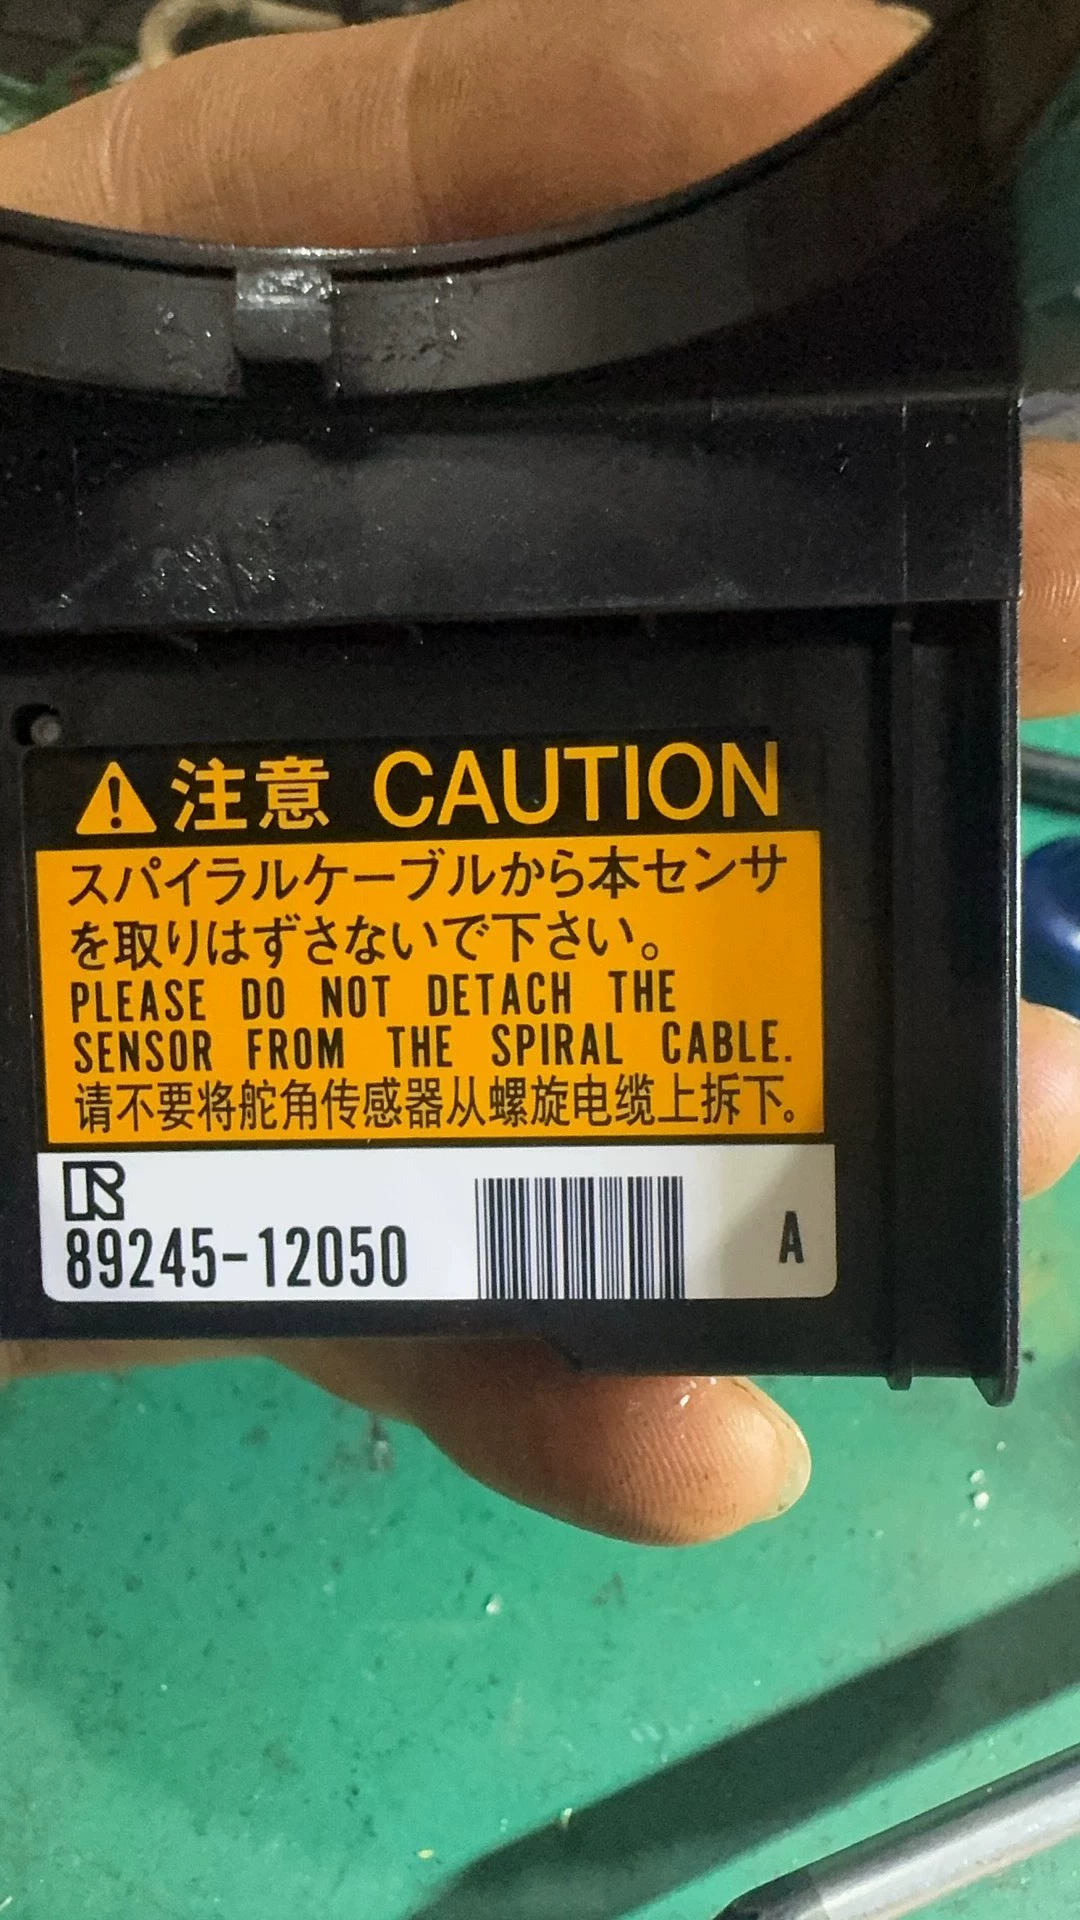 注意 CAUTION
スパイラルケーブルから本センサ
を取りはずさないで下さい。
PLEASE DO NOT DETACH THE
SENSOR FROM THE SPIRAL CABLE.
请不要将舵角传感器从螺旋电缆上拆下。
89245-12050
A